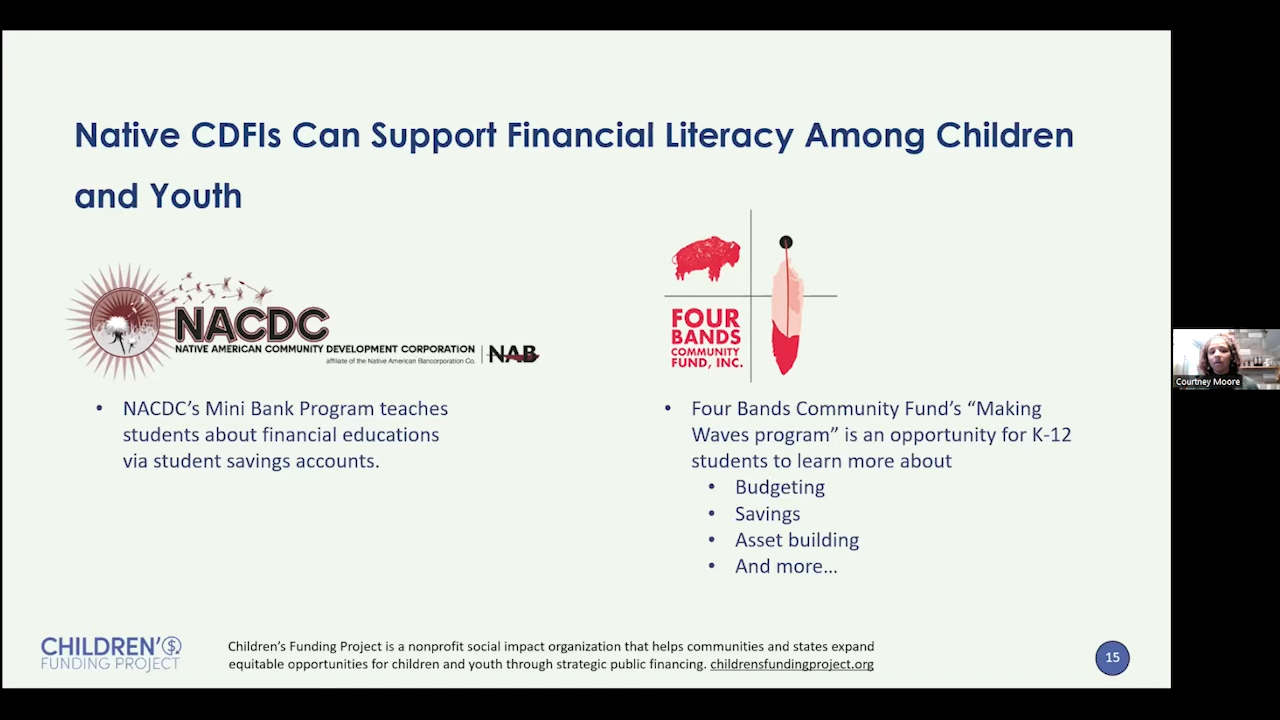 Native CDFIs Can Support Financial Literacy Among Children
and Youth
NACDC
NATIVE AMERICAN COMMUNITY DEVELOPMENT CORPORATION
affiliate of the Native American Bancorporation Co.
NAB
• NACDC’s Mini Bank Program teaches
students about financial educations
via student savings accounts.
FOUR
BANDS
COMMUNITY
FUND, INC.
• Four Bands Community Fund’s “Making
Waves program” is an opportunity for K-12
students to learn more about
• Budgeting
• Savings
• Asset building
• And more…
Courtney Moore
CHILDREN’S
FUNDING PROJECT
Children’s Funding Project is a nonprofit social impact organization that helps communities and states expand
equitable opportunities for children and youth through strategic public financing. childrensfundingproject.org
15